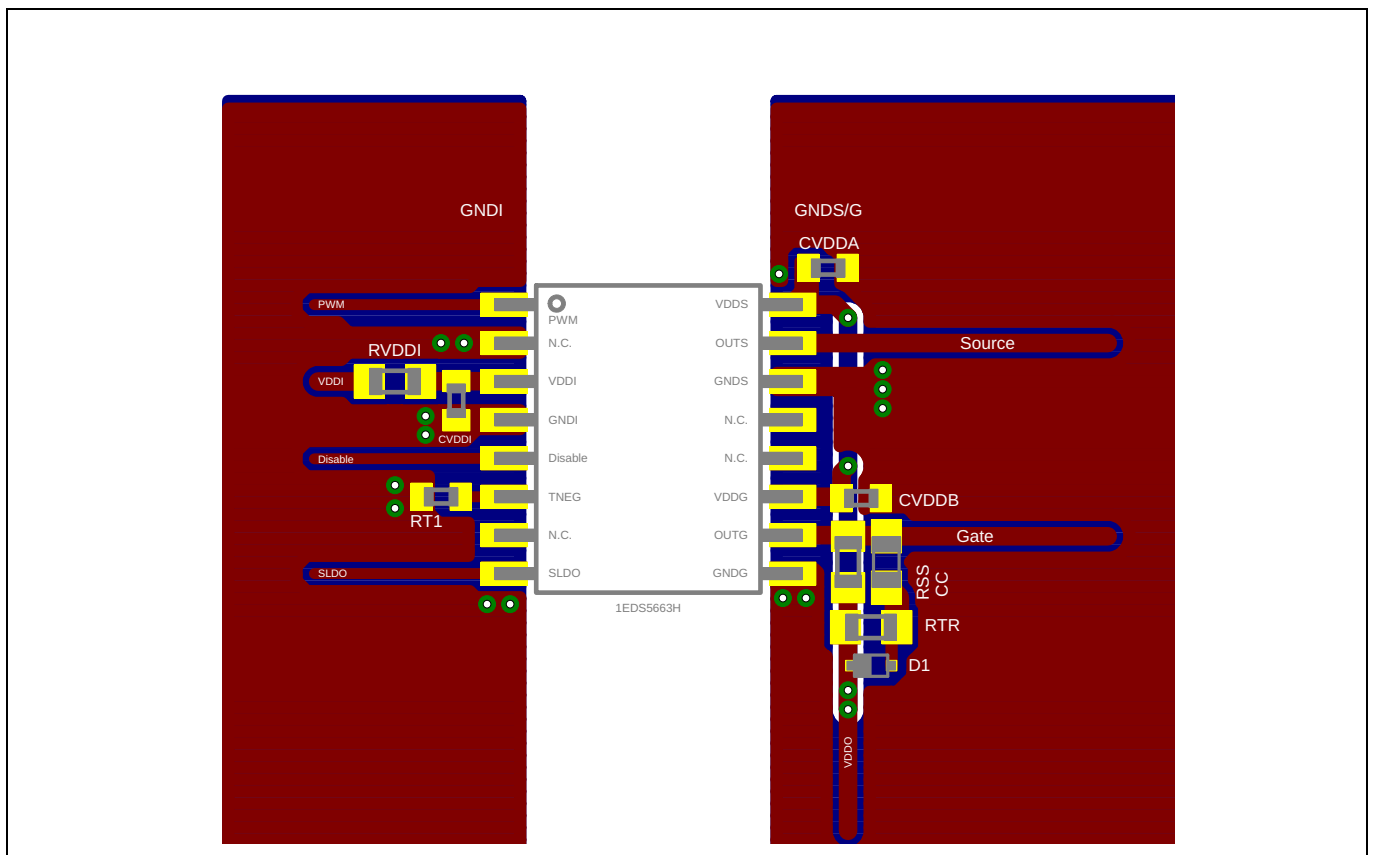 GNDI
GNDS/G
CVDDA
PWM
VDDS
PWM
N.C.
OUTS
Source
RVDDI
VDDI
VDDI
GNDS
GNDI
N.C.
CVDDI
Disable
Disable
N.C.
TNEG
VDDG
CVDDB
RT1
N.C.
OUTG
Gate
SLDO
SLDO
GNDG
RSS
CC
1EDS5663H
RTR
D1
VDDO